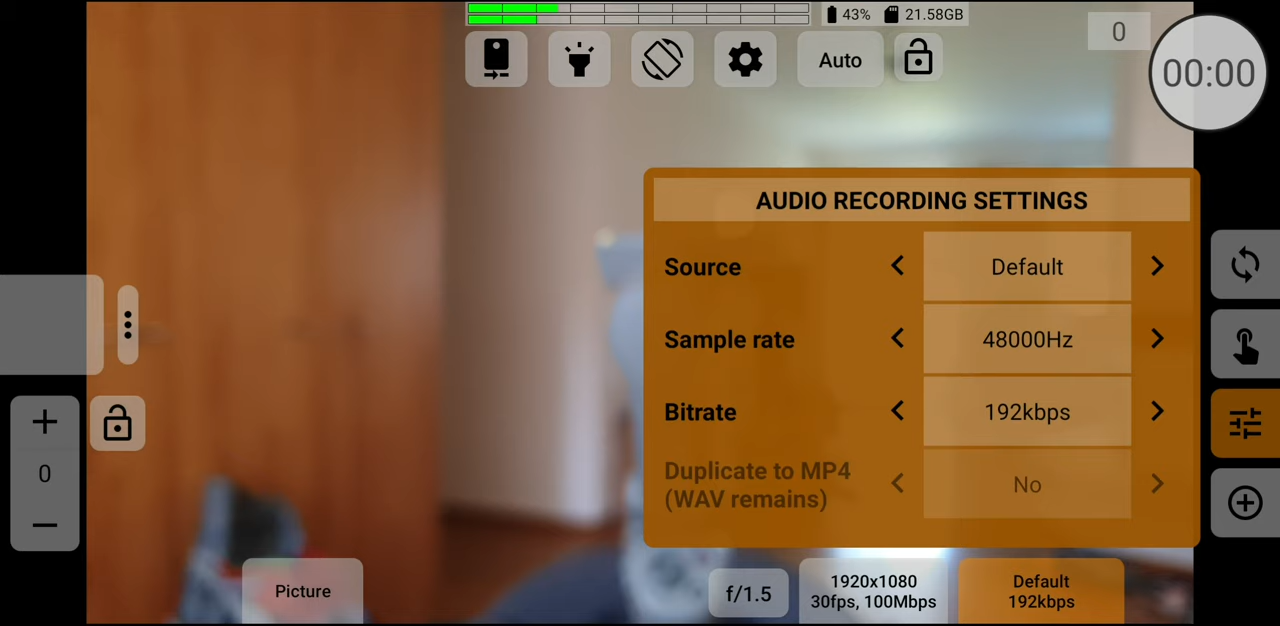 43%
21.58GB
0
00:00
Auto
AUDIO RECORDING SETTINGS
Source
Default
Sample rate
48000Hz
Bitrate
192kbps
Duplicate to MP4
(WAV remains)
No
0
Picture
f/1.5
1920x1080
30fps, 100Mbps
Default
192kbps